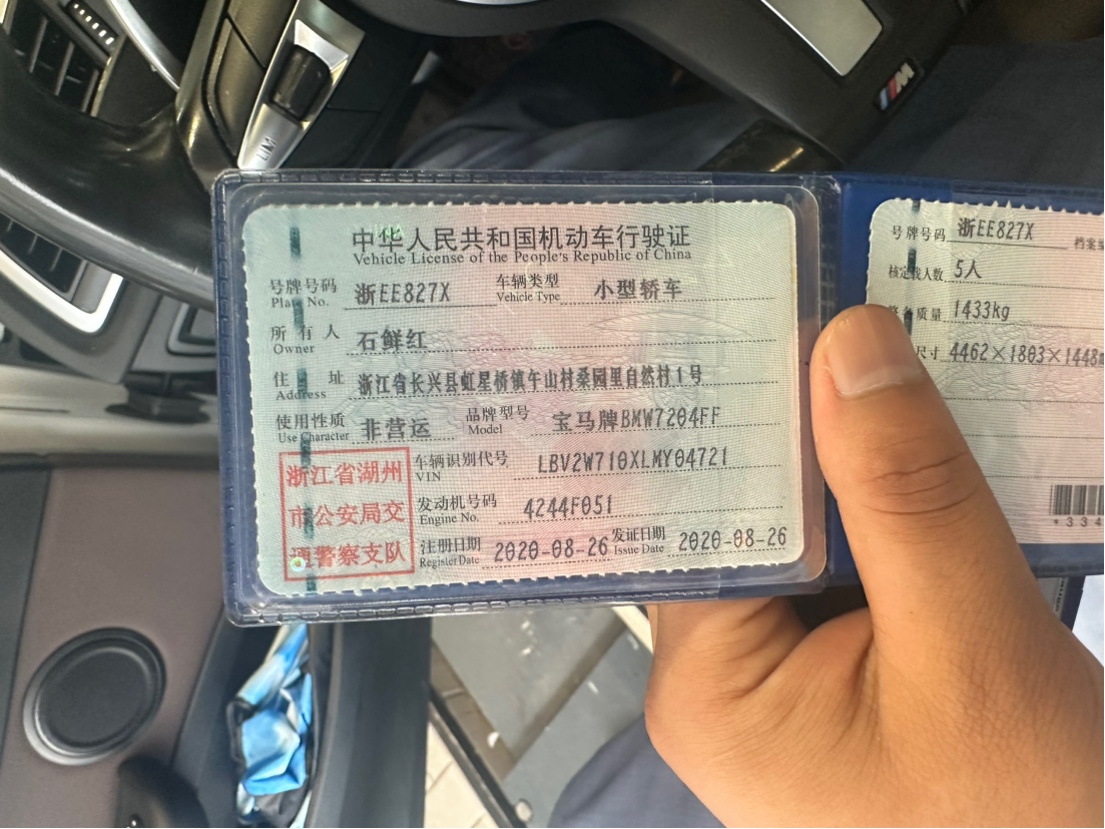 LIM
M
中华人民共和国机动车行驶证
Vehicle License of the People's Republic of China
号牌号码 浙EE827X 车辆类型 小型轿车
Plate No. Vehicle Type
所有人 石鲜红
Owner
住址 浙江省长兴县虹星桥镇午山村桑园里自然村1号
Address
使用性质 非营运 品牌型号 宝马牌BMW7204FF
Use Character Model
车辆识别代号 LBV2W710XLMY04721
VIN
发动机号码 4244F051
Engine No.
注册日期 2020-08-26 发证日期 2020-08-26
Register Date Issue Date
浙江省湖州
市公安局交
通警察支队
号牌号码 浙EE827X 档案
核定载人数 5人
质量 1433kg
尺寸 4462×1803×1448
*334